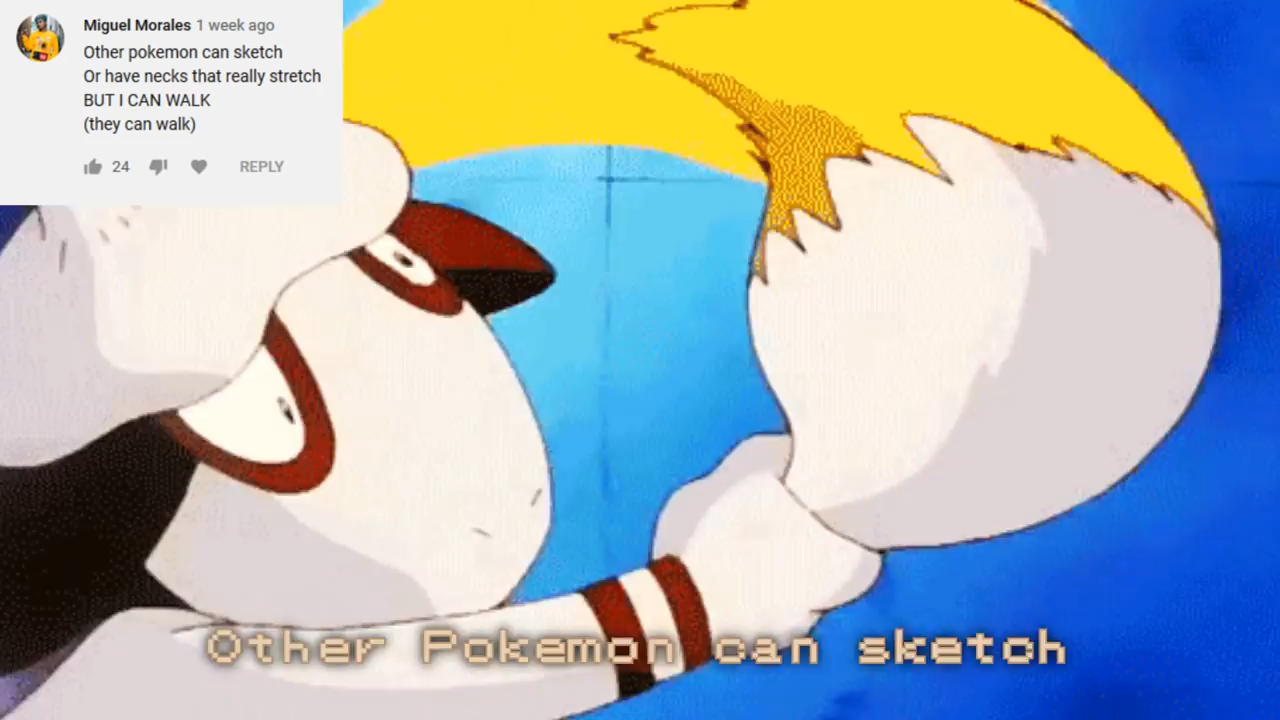 Miguel Morales 1 week ago
Other pokemon can sketch
Or have necks that really stretch
BUT I CAN WALK
(they can walk)
24 REPLY
Other Pokemon can sketch